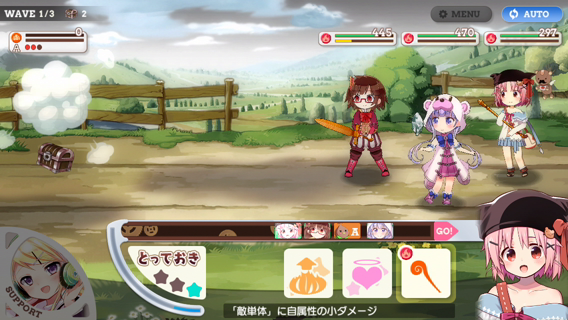 WAVE 1/3
2
MENU
AUTO
0
A
445
470
297
A
GO!
とっておき
SUPPORT
「敵単体」に自属性の小ダメージ